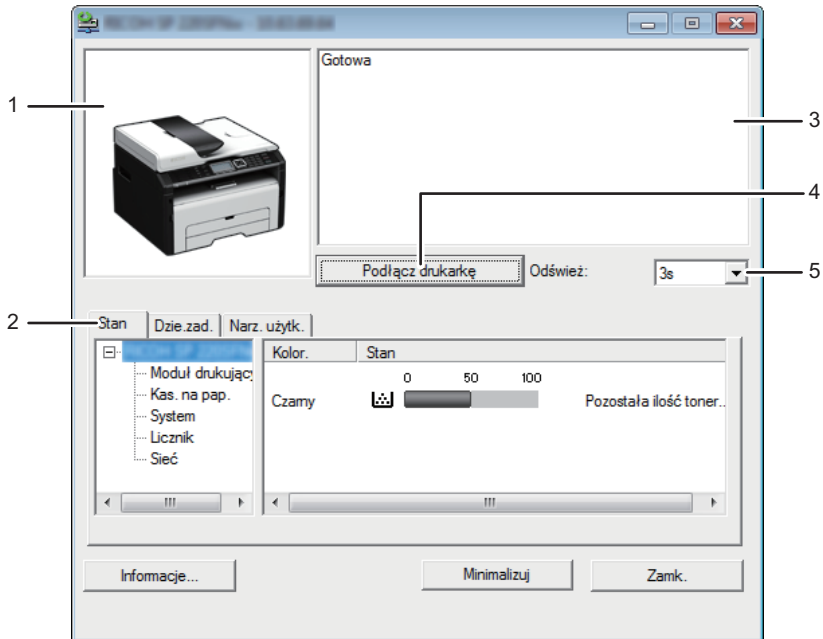 Gotowa
1
3
4
Podłącz drukarkę
Odśwież:
3s
5
2
Stan
Dzie.zad.
Narz. użytk.
Kolor.
Stan
Moduł drukujący
Kas. na pap.
System
Licznik
Sieć
0 50 100
Czarny
Pozostała ilość toner..
Informacje...
Minimalizuj
Zamk.